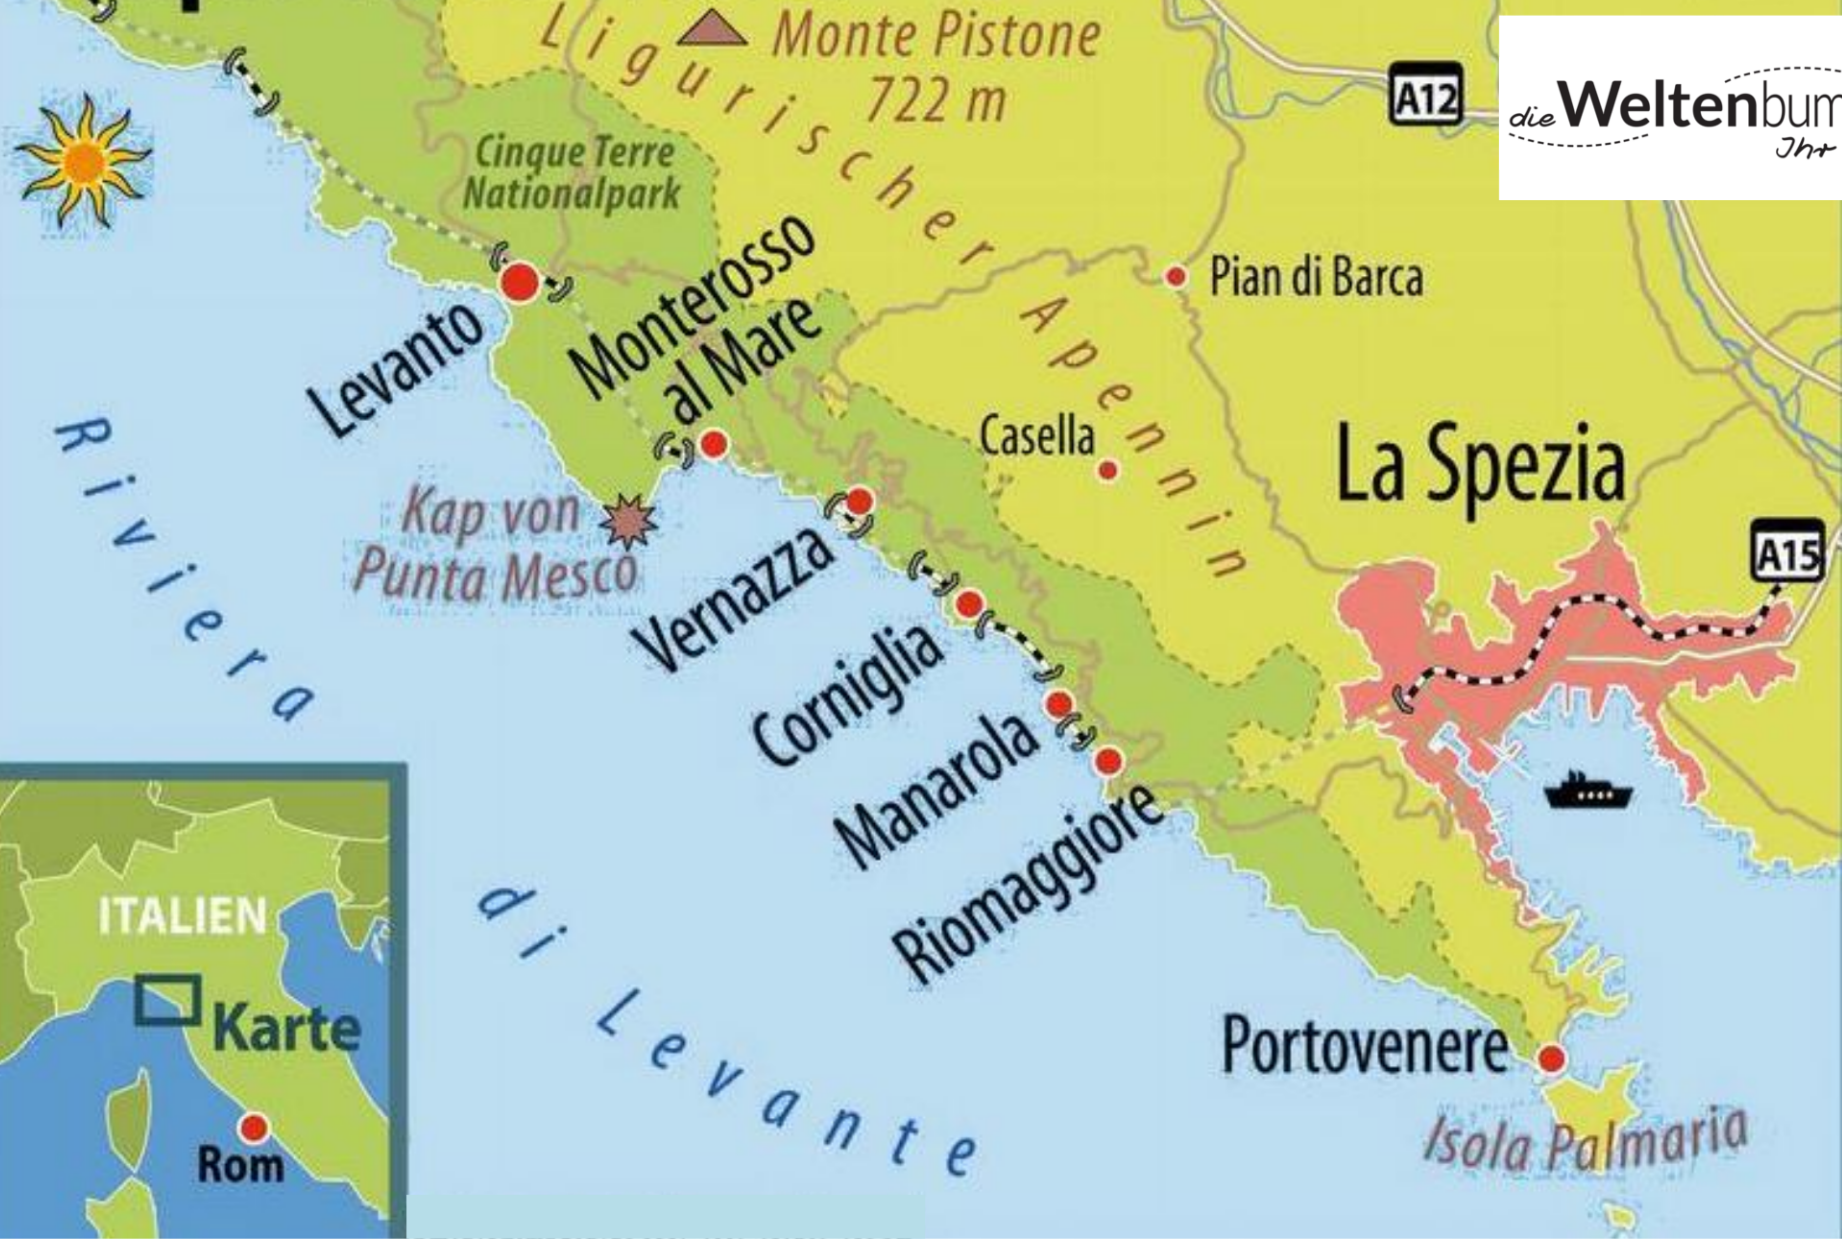 Ligurischer Apennin
Monte Pistone
722 m
A12
die Weltenbum
Ihr
Cinque Terre
Nationalpark
Monterosso
al Mare
Pian di Barca
Levanto
Casella
La Spezia
Kap von
Punta Mesco
A15
Vernazza
Corniglia
Manarola
Riomaggiore
Riviera di Levante
ITALIEN
Karte
Rom
Portovenere
Isola Palmaria